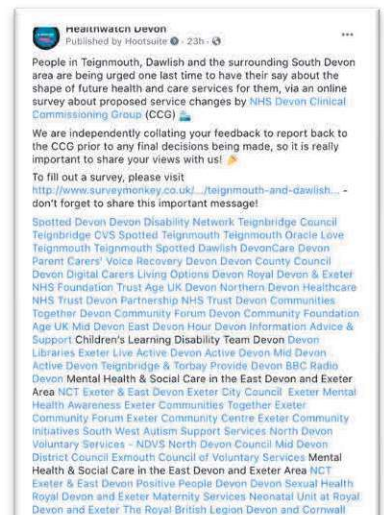 Healthwatch Devon
Published by Hootsuite · 23h ·
People in Teignmouth, Dawlish and the surrounding South Devon
area are being urged one last time to have their say about the
shape of future health and care services for them, via an online
survey about proposed service changes by NHS Devon Clinical
Commissioning Group (CCG)
We are independently collating your feedback to report back to
the CCG prior to any final decisions being made, so it is really
important to share your views with us!
To fill out a survey, please visit
http://www.surveymonkey.co.uk/.../teignmouth-and-dawlish... -
don't forget to share this important message!
Spotted Devon Devon Disability Network Teignbridge Council
Teignbridge CVS Spotted Teignmouth Teignmouth Oracle Love
Teignmouth Teignmouth Spotted Dawlish DevonCare Devon
Parent Carers' Voice Recovery Devon Devon County Council
Devon Digital Carers Living Options Devon Royal Devon & Exeter
NHS Foundation Trust Age UK Devon Northern Devon Healthcare
NHS Trust Devon Partnership NHS Trust Devon Communities
Together Devon Community Forum Devon Community Foundation
Age UK Mid Devon East Devon Hour Devon Information Advice &
Support Children's Learning Disability Team Devon Devon
Libraries Exeter Live Active Devon Active Devon Mid Devon
Active Devon Teignbridge & Torbay Provide Devon BBC Radio
Devon Mental Health & Social Care in the East Devon and Exeter
Area NCT Exeter & East Devon Exeter City Council Exeter Mental
Health Awareness Exeter Communities Together Exeter
Community Forum Exeter Community Centre Exeter Community
Initiatives South West Autism Support Services North Devon
Voluntary Services - NDVS North Devon Council Mid Devon
District Council Exmouth Council of Voluntary Services Mental
Health & Social Care in the East Devon and Exeter Area NCT
Exeter & East Devon Positive People Devon Devon Sexual Health
Royal Devon and Exeter Maternity Services Neonatal Unit at Royal
Devon and Exeter The Royal British Legion Devon and Cornwall